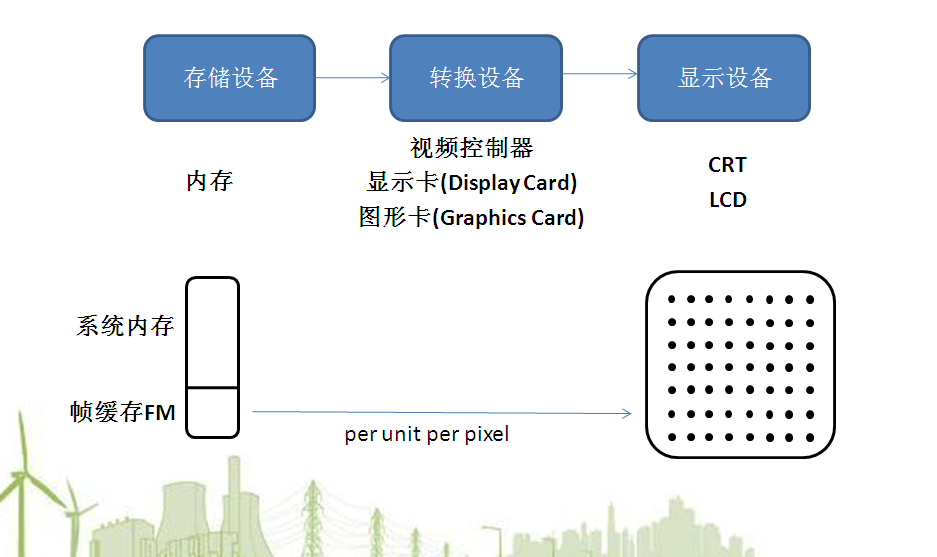 存储设备
转换设备
显示设备
内存
视频控制器
显示卡(Display Card)
图形卡(Graphics Card)
CRT
LCD
系统内存
帧缓存FM
per unit per pixel